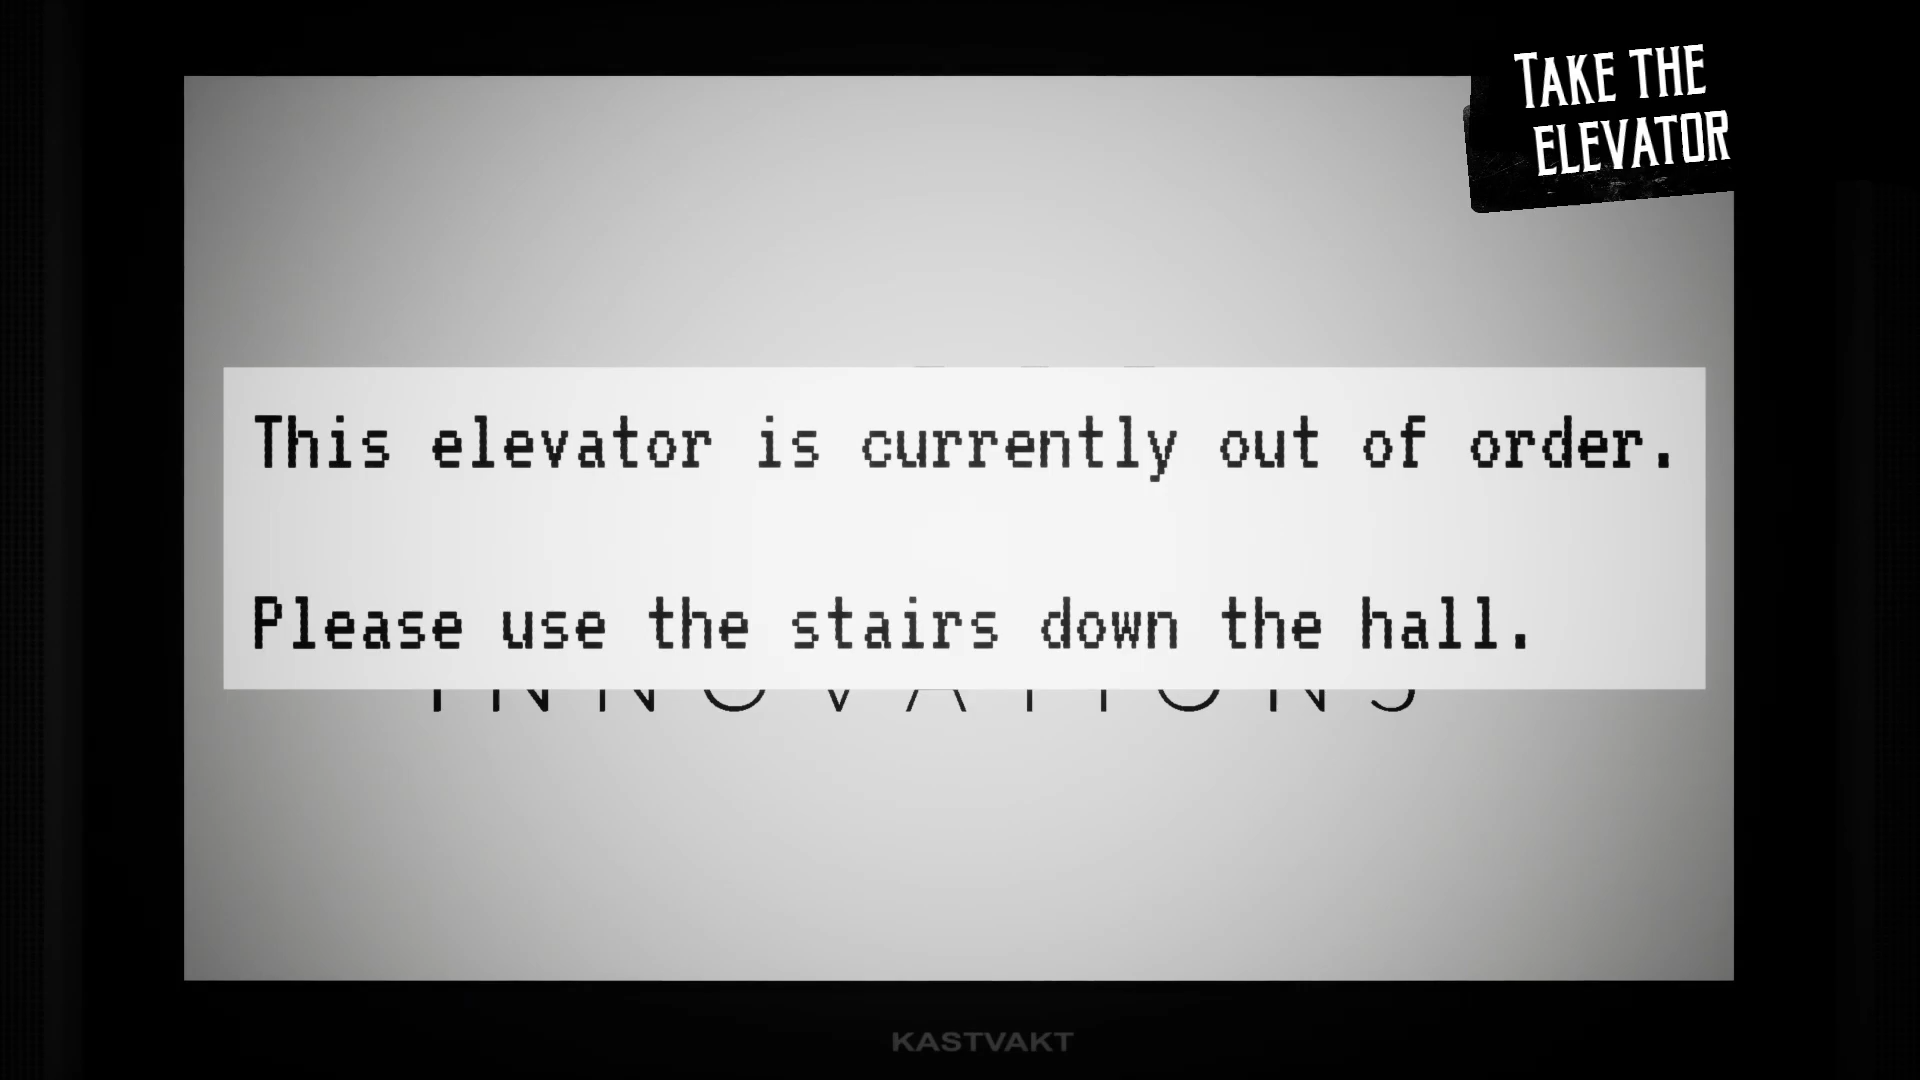 TAKE THE
ELEVATOR
This elevator is currently out of order.
Please use the stairs down the hall.
INNOVATIONS
KASTVAKT